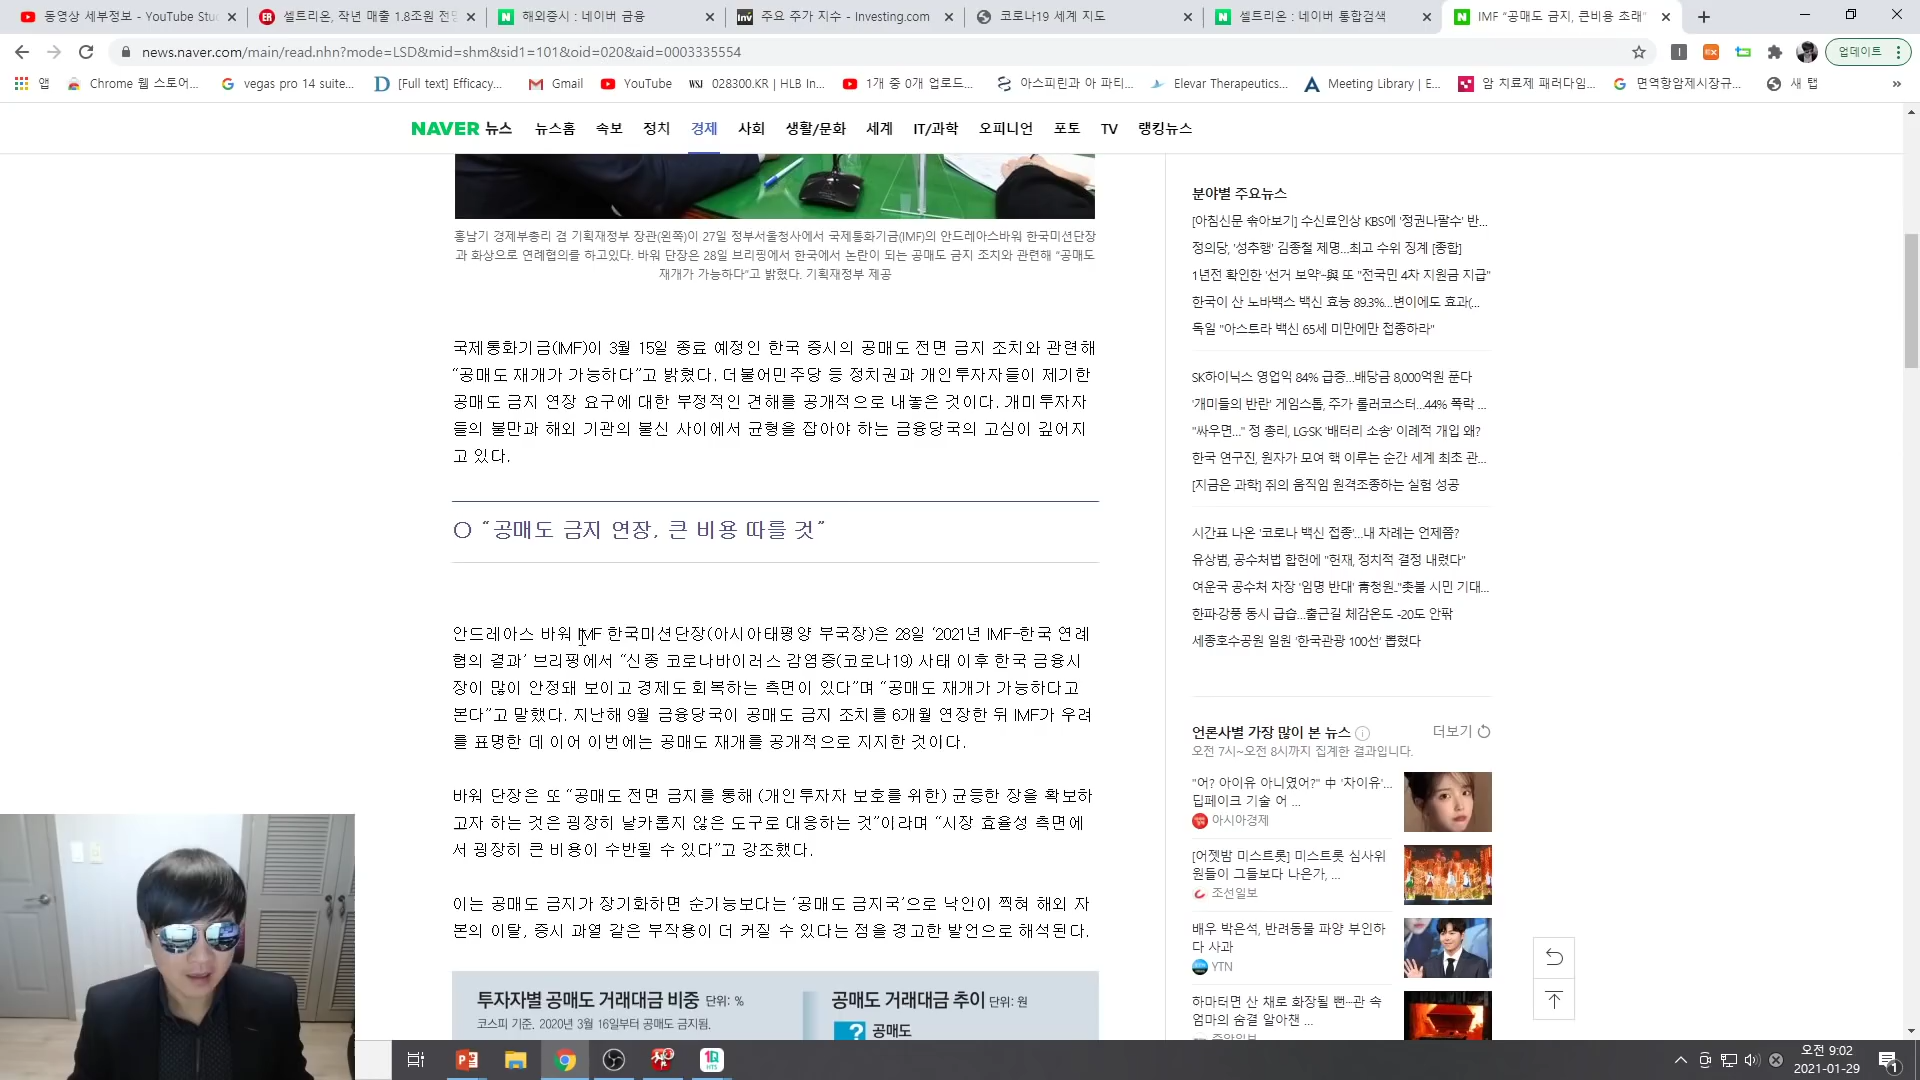 동영상 세부정보 - YouTube Stu
셀트리온, 작년 매출 1.8조원 전망
해외증시 : 네이버 금융
주요 주가 지수 - Investing.com
코로나19 세계 지도
셀트리온 : 네이버 통합검색
IMF "공매도 금지, 큰비용 초래"
news.naver.com/main/read.nhn?mode=LSD&mid=shm&sid1=101&oid=020&aid=0003335554
업데이트
앱
Chrome 웹 스토어...
vegas pro 14 suite...
[Full text] Efficacy...
Gmail
YouTube
028300.KR | HLB In...
1개 중 0개 업로드...
아스피린과 아 파티...
Elevar Therapeutics...
Meeting Library | E...
암 치료제 패러다임...
면역항암제시장규...
새 탭
NAVER 뉴스 뉴스홈 속보 정치 경제 사회 생활/문화 세계 IT/과학 오피니언 포토 TV 랭킹뉴스
홍남기 경제부총리 겸 기획재정부 장관(왼쪽)이 27일 정부서울청사에서 국제통화기금(IMF)의 안드레아스바워 한국미션단장
과 화상으로 연례협의를 하고있다. 바워 단장은 28일 브리핑에서 한국에서 논란이 되는 공매도 금지 조치와 관련해 “공매도
재개가 가능하다”고 밝혔다. 기획재정부 제공
국제통화기금(IMF)이 3월 15일 종료 예정인 한국 증시의 공매도 전면 금지 조치와 관련해
“공매도 재개가 가능하다”고 밝혔다. 더불어민주당 등 정치권과 개인투자자들이 제기한
공매도 금지 연장 요구에 대한 부정적인 견해를 공개적으로 내놓은 것이다. 개미투자자
들의 불만과 해외 기관의 불신 사이에서 균형을 잡아야 하는 금융당국의 고심이 깊어지
고 있다.
○ “공매도 금지 연장, 큰 비용 따를 것”
안드레아스 바워 IMF 한국미션단장(아시아태평양 부국장)은 28일 ‘2021년 IMF-한국 연례
협의 결과’ 브리핑에서 “신종 코로나바이러스 감염증(코로나19) 사태 이후 한국 금융시
장이 많이 안정돼 보이고 경제도 회복하는 측면이 있다”며 “공매도 재개가 가능하다고
본다”고 말했다. 지난해 9월 금융당국이 공매도 금지 조치를 6개월 연장한 뒤 IMF가 우려
를 표명한 데 이어 이번에는 공매도 재개를 공개적으로 지지한 것이다.
바워 단장은 또 “공매도 전면 금지를 통해 (개인투자자 보호를 위한) 균등한 장을 확보하
고자 하는 것은 굉장히 날카롭지 않은 도구로 대응하는 것”이라며 “시장 효율성 측면에
서 굉장히 큰 비용이 수반될 수 있다”고 강조했다.
이는 공매도 금지가 장기화하면 순기능보다는 ‘공매도 금지국’으로 낙인이 찍혀 해외 자
본의 이탈, 증시 과열 같은 부작용이 더 커질 수 있다는 점을 경고한 발언으로 해석된다.
투자자별 공매도 거래대금 비중 단위: %
코스피 기준. 2020년 3월 16일부터 공매도 금지됨.
공매도 거래대금 추이 단위: 원
? 공매도
분야별 주요뉴스
[아침신문 솎아보기] 수신료인상 KBS에 '정권나팔수' 반...
정의당, '성추행' 김종철 제명...최고 수위 징계 [종합]
1년전 확인한 '선거 보약'-與 또 "전국민 4차 지원금 지급"
한국이 산 노바백스 백신 효능 89.3%...변이에도 효과(...
독일 "아스트라 백신 65세 미만에만 접종하라"
SK하이닉스 영업익 84% 급증...배당금 8,000억원 푼다
'개미들의 반란' 게임스톱, 주가 롤러코스터...44% 폭락 ...
"싸우면..." 정 총리, LG·SK '배터리 소송' 이례적 개입 왜?
한국 연구진, 원자가 모여 핵 이루는 순간 세계 최초 관...
[지금은 과학] 쥐의 움직임 원격조종하는 실험 성공
시간표 나온 '코로나 백신 접종'...내 차례는 언제쯤?
유상범, 공수처법 합헌에 "헌재, 정치적 결정 내렸다"
여운국 공수처 차장 '임명 반대' 靑청원.."촛불 시민 기대...
한파·강풍 동시 급습...출근길 체감온도 -20도 안팎
세종호수공원 일원 '한국관광 100선' 뽑혔다
언론사별 가장 많이 본 뉴스
더보기
오전 7시~오전 8시까지 집계한 결과입니다.
"어? 아이유 아니였어?" 中 '차이유'...
딥페이크 기술 어 ...
아시아경제
[어젯밤 미스트롯] 미스트롯 심사위
원들이 그들보다 나은가, ...
조선일보
배우 박은석, 반려동물 파양 부인하
다 사과
YTN
하마터면 산 채로 화장될 뻔…관 속
엄마의 숨결 알아챈 ...
오전 9:02
2021-01-29